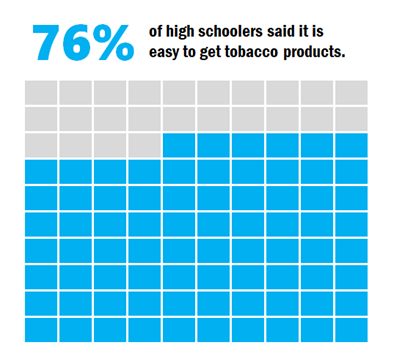 76%
of high schoolers said it is
easy to get tobacco products.